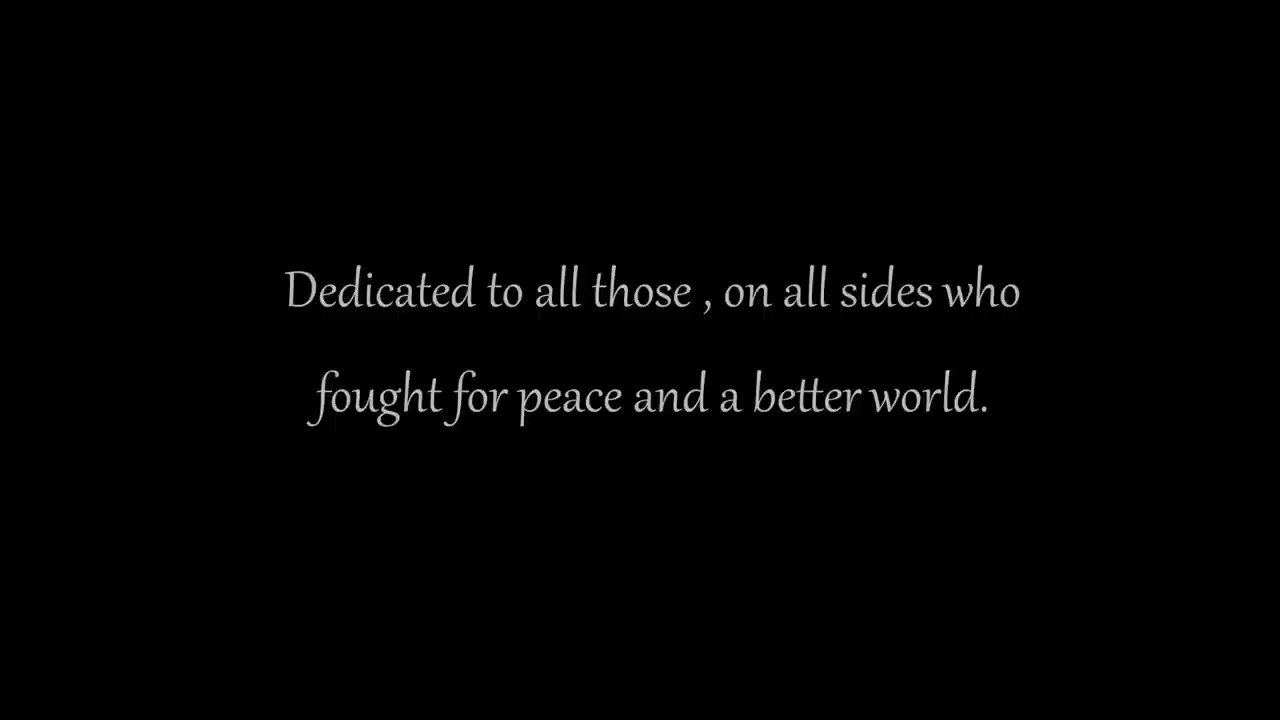 Dedicated to all those , on all sides who
fought for peace and a better world.